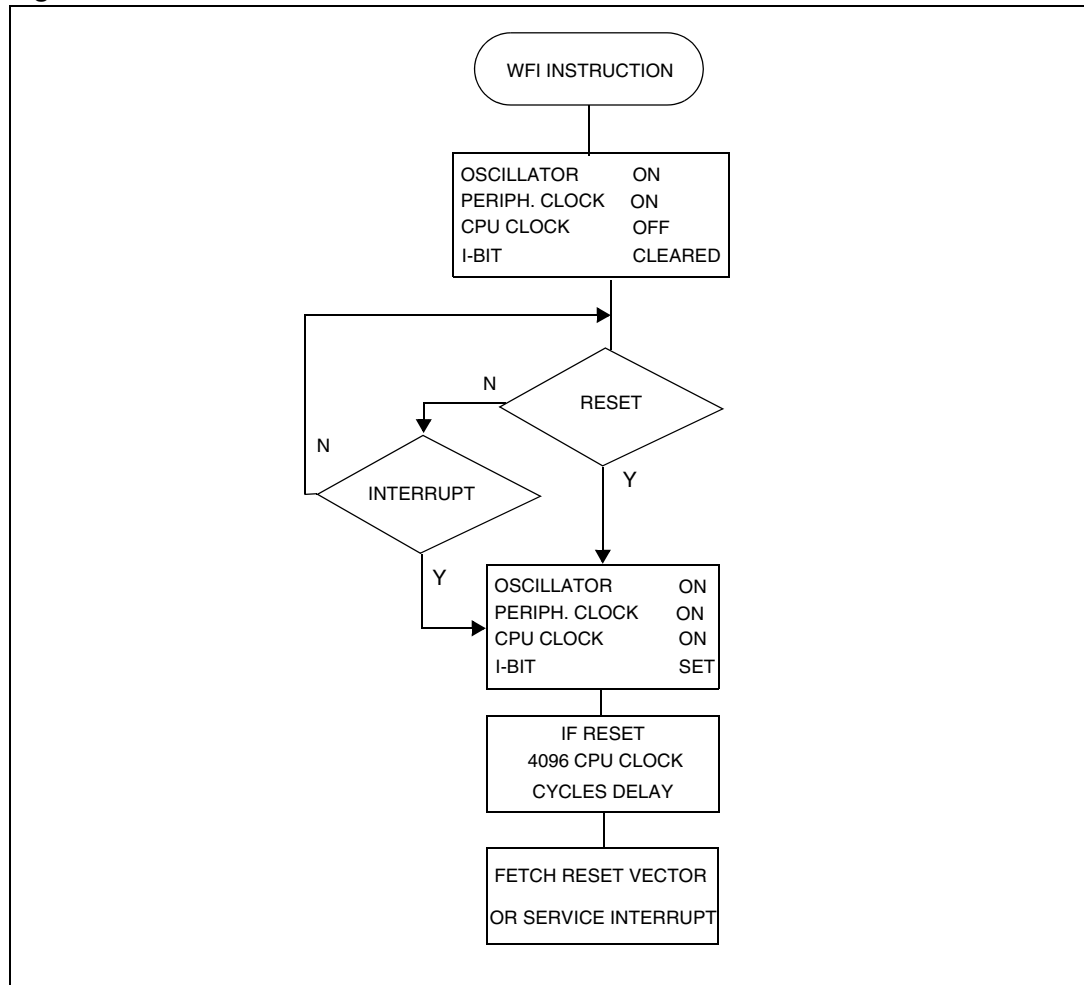 WFI INSTRUCTION
OSCILLATOR ON
PERIPH. CLOCK ON
CPU CLOCK OFF
I-BIT CLEARED
RESET
N
N
INTERRUPT
Y
Y
OSCILLATOR ON
PERIPH. CLOCK ON
CPU CLOCK ON
I-BIT SET
IF RESET
4096 CPU CLOCK
CYCLES DELAY
FETCH RESET VECTOR
OR SERVICE INTERRUPT